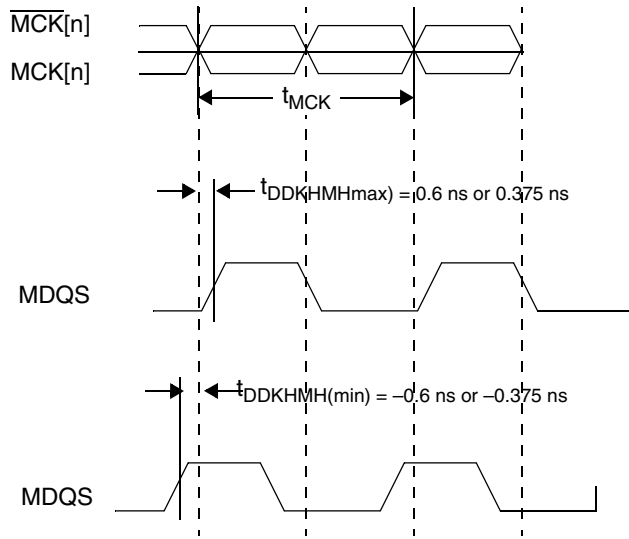 MCK[n]
MCK[n]
tMCK
tDDKHMHmax) = 0.6 ns or 0.375 ns
MDQS
tDDKHMH(min) = –0.6 ns or –0.375 ns
MDQS